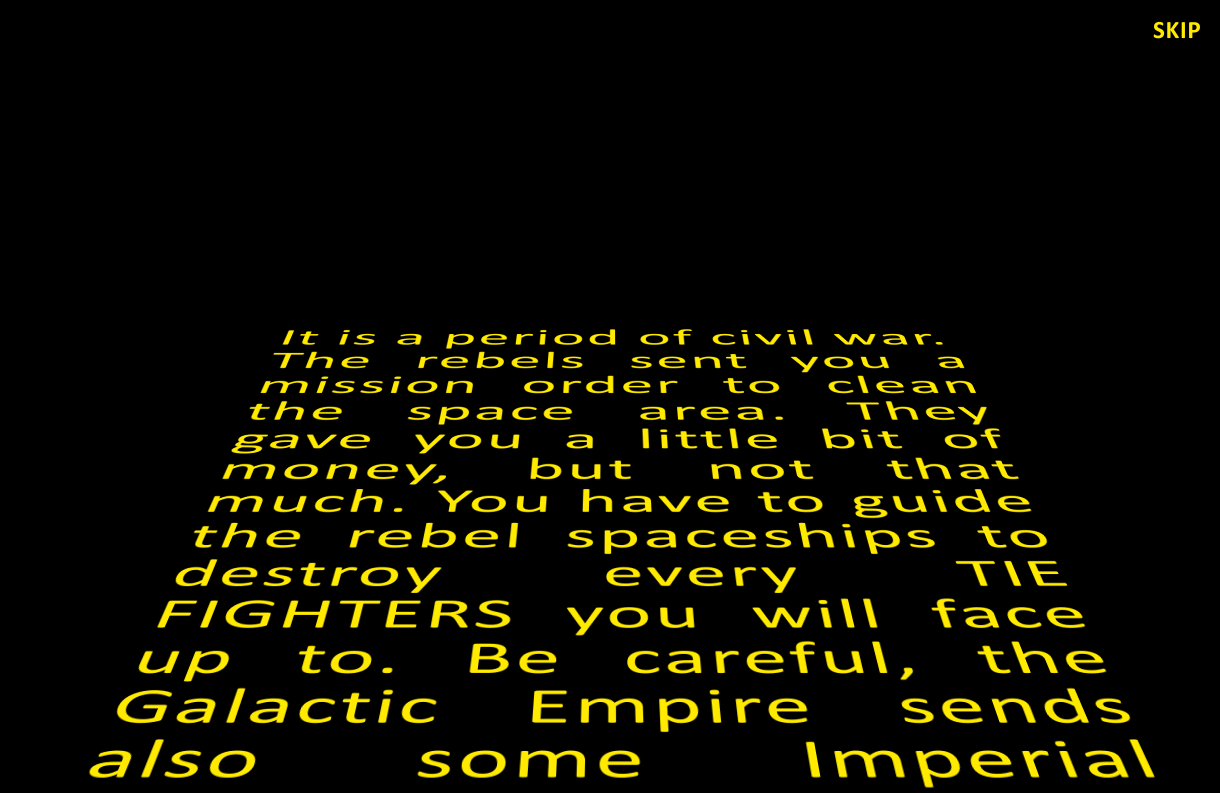 SKIP
It is a period of civil war.
The rebels sent you a
mission order to clean
the space area. They
gave you a little bit of
money, but not that
much. You have to guide
the rebel spaceships to
destroy every TIE
FIGHTERS you will face
up to. Be careful, the
Galactic Empire sends
also some Imperial